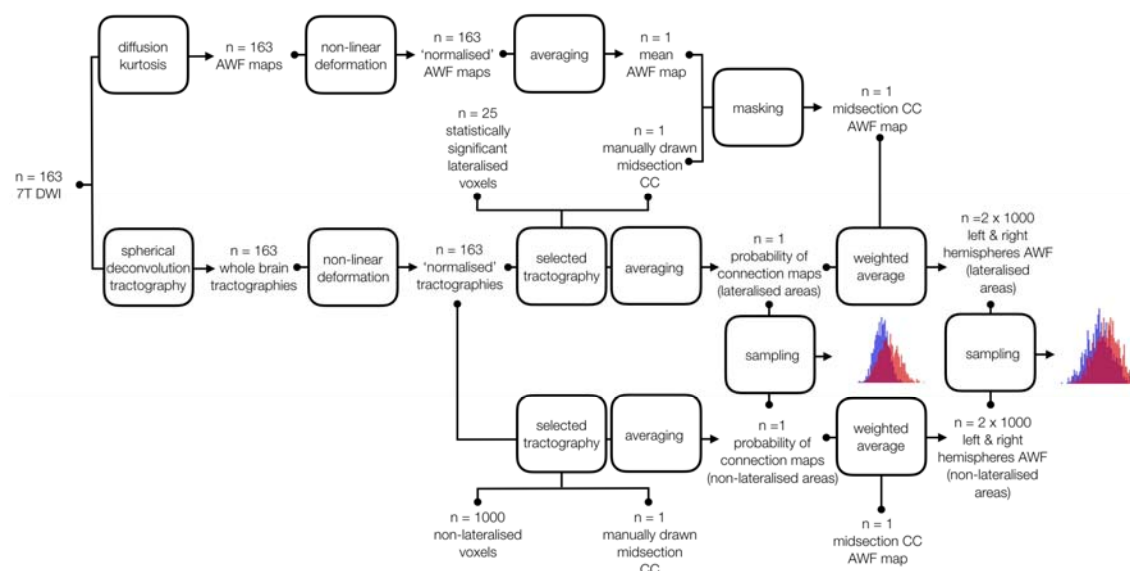 n = 163
7T DWI
diffusion
kurtosis
n = 163
AWF maps
non-linear
deformation
n = 163
‘normalised’
AWF maps
averaging
n = 1
mean
AWF map
n = 25
statistically
significant
lateralised
voxels
n = 1
manually drawn
midsection
CC
masking
n = 1
midsection CC
AWF map
spherical
deconvolution
tractography
n = 163
whole brain
tractographies
non-linear
deformation
n = 163
‘normalised’
tractographies
selected
tractography
averaging
n = 1
probability of
connection maps
(lateralised areas)
weighted
average
n =2 x 1000
left & right
hemispheres AWF
(lateralised
areas)
sampling
sampling
selected
tractography
averaging
n =1
probability of
connection maps
(non-lateralised areas)
weighted
average
n = 2 x 1000
left & right
hemispheres AWF
(non-lateralised
areas)
n = 1000
non-lateralised
voxels
n = 1
manually drawn
midsection
CC
n = 1
midsection CC
AWF map